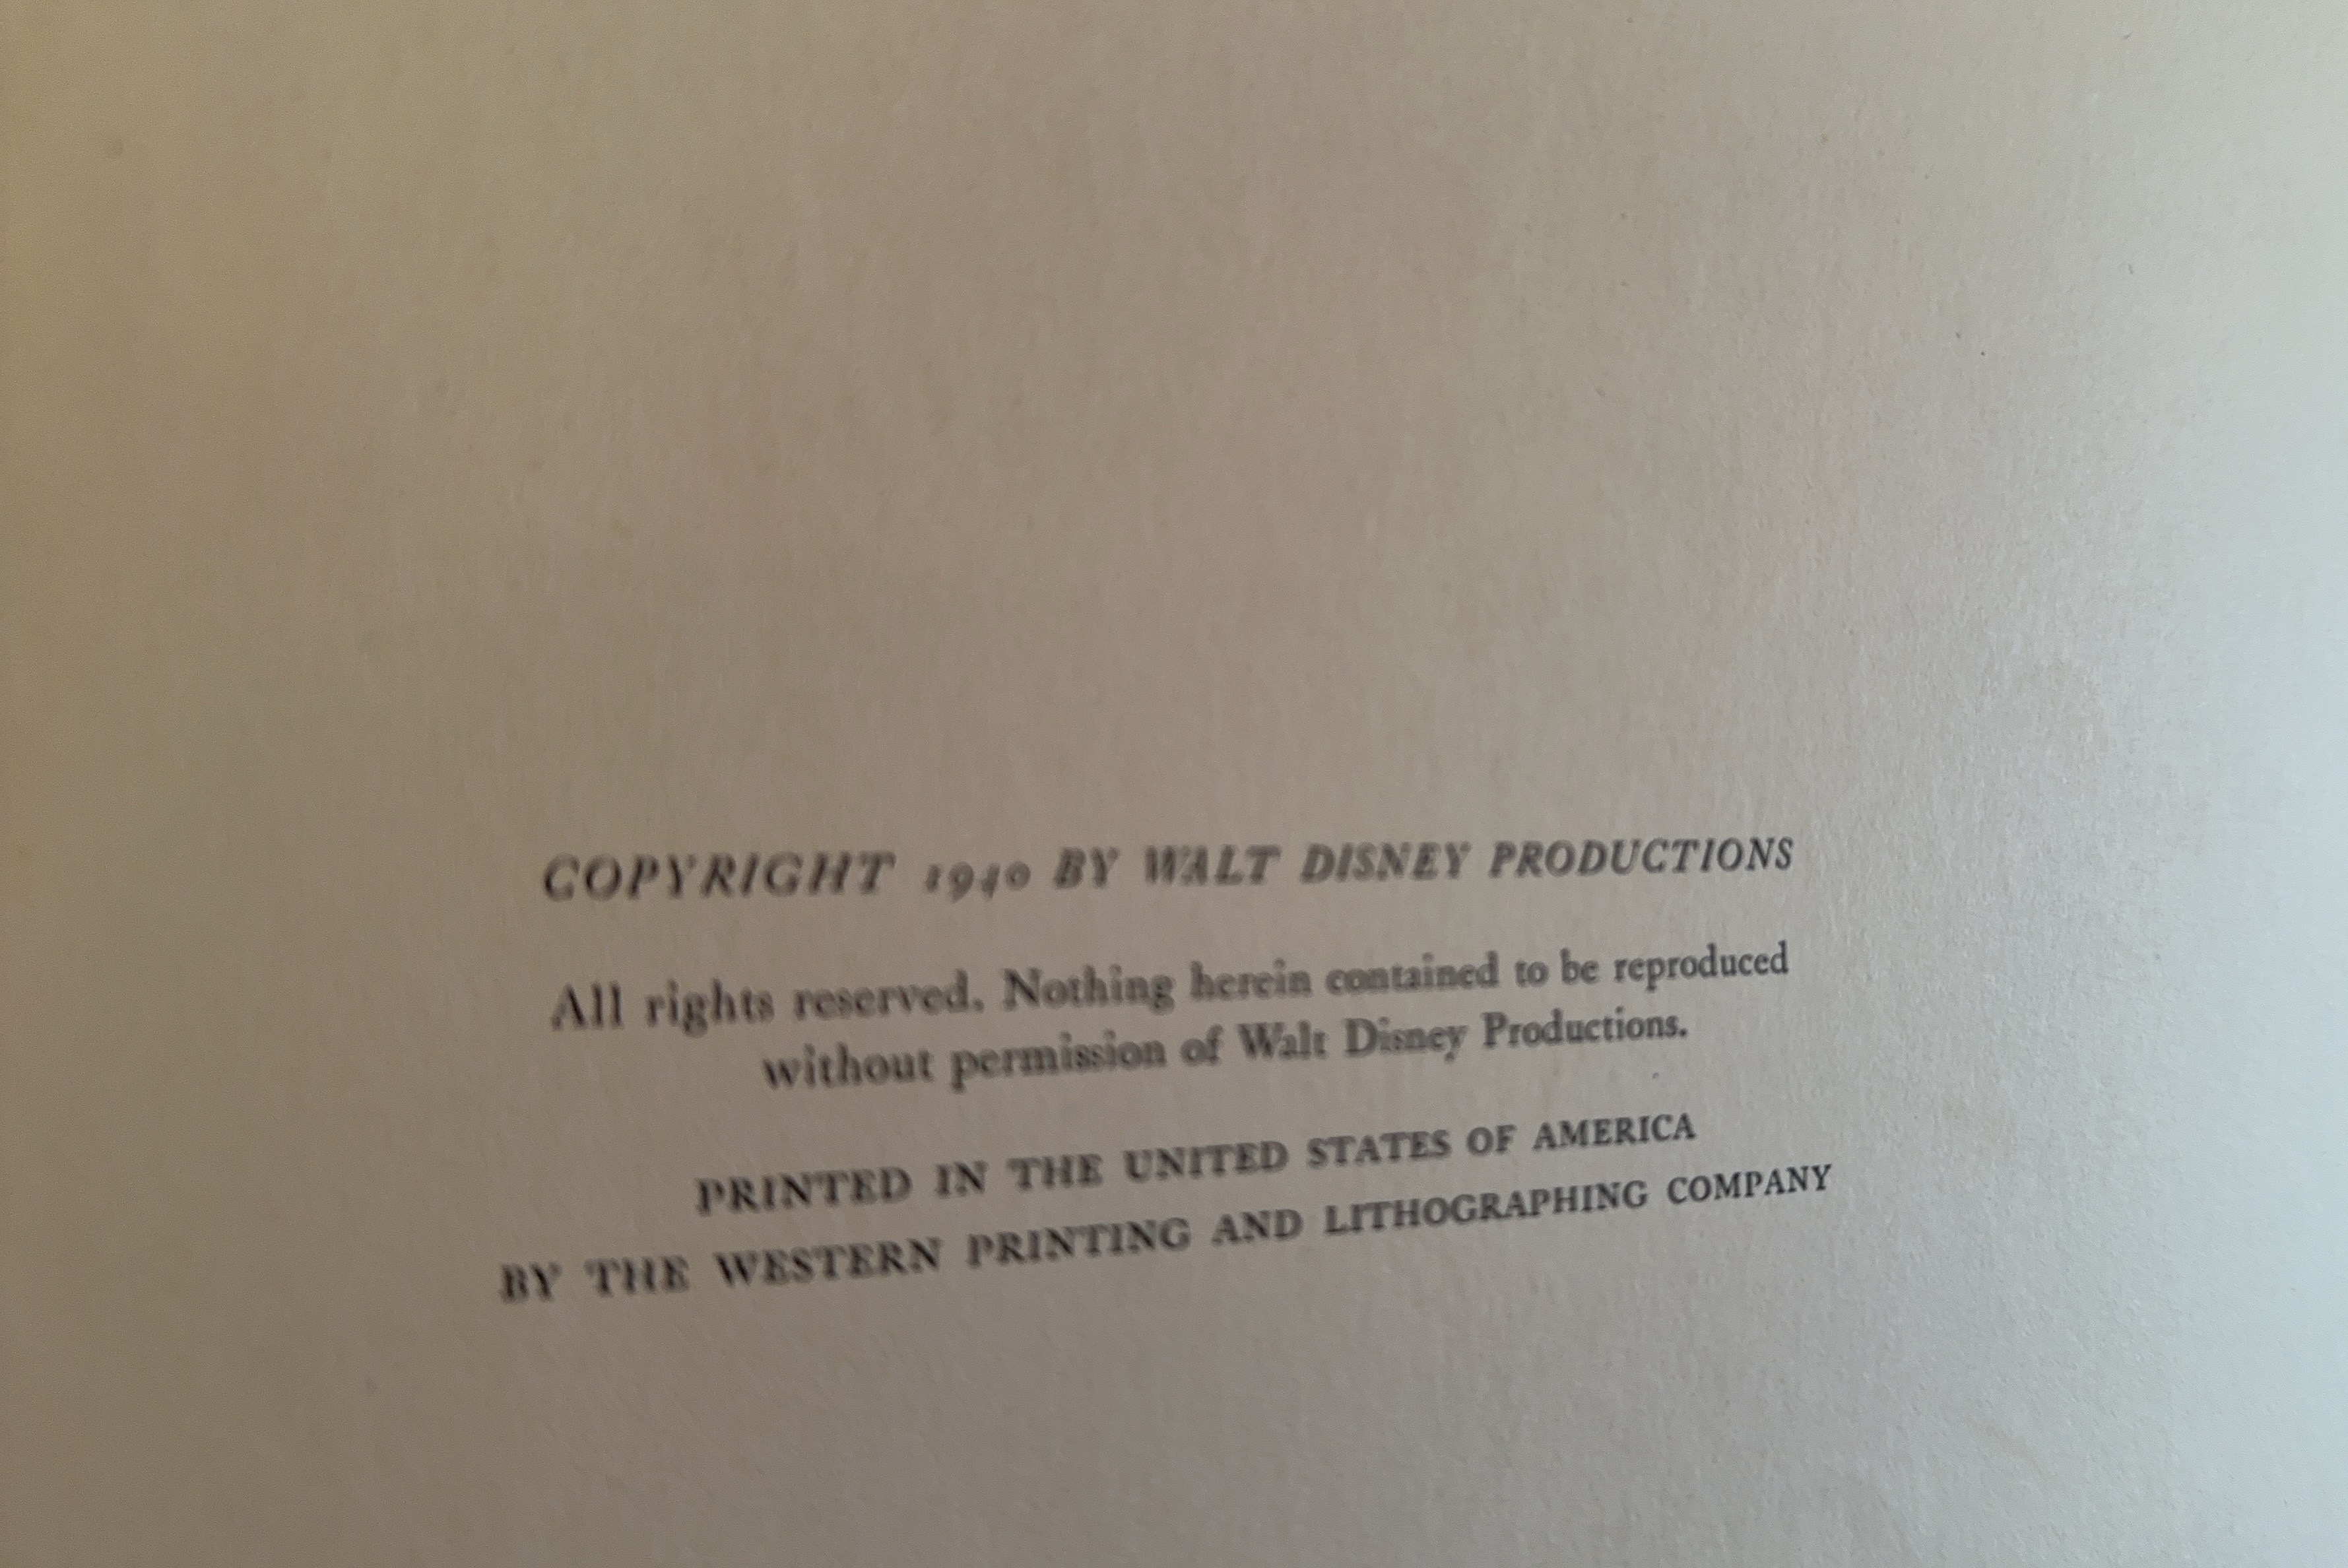 COPYRIGHT 1940 BY WALT DISNEY PRODUCTIONS
All rights reserved. Nothing herein contained to be reproduced
without permission of Walt Disney Productions.
PRINTED IN THE UNITED STATES OF AMERICA
BY THE WESTERN PRINTING AND LITHOGRAPHING COMPANY